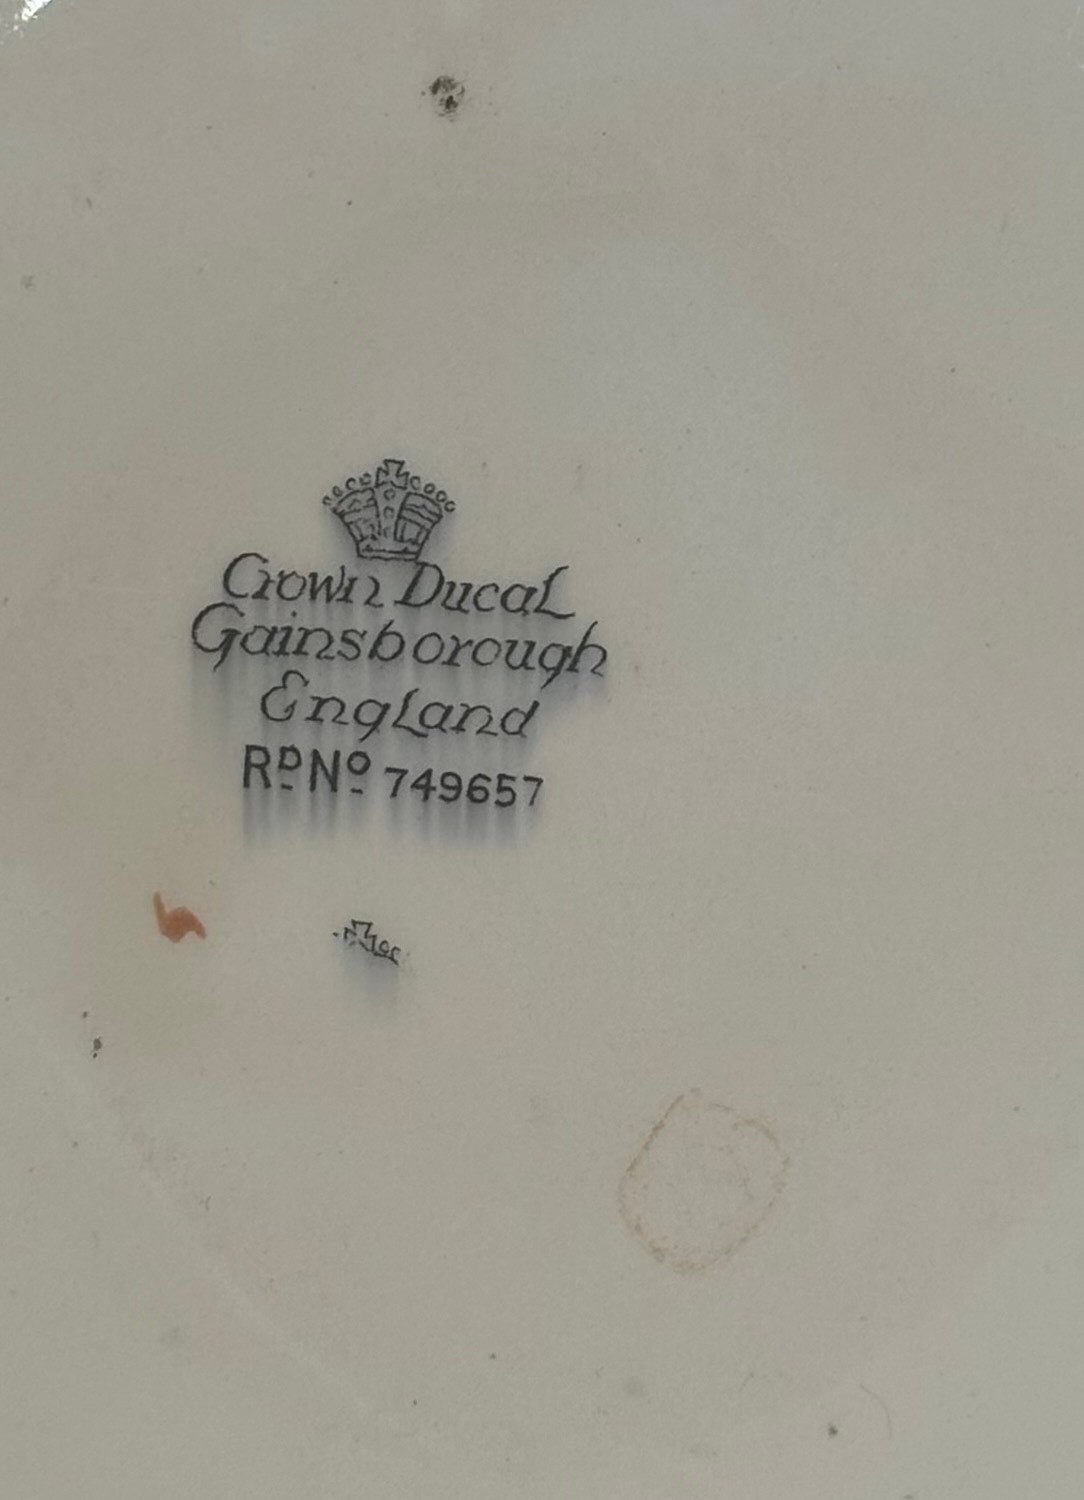 Crown Ducal
Gainsborough
England
Rᴰ Nº 749657